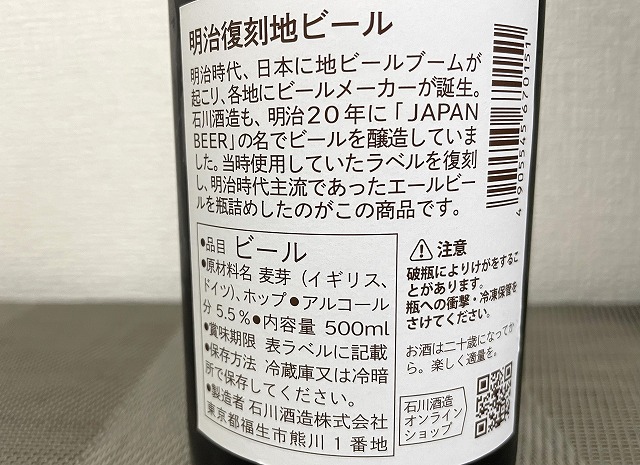 明治復刻地ビール
明治時代、日本に地ビールブームが
起こり、各地にビールメーカーが誕生。
石川酒造も、明治20年に「JAPAN
BEER」の名でビールを醸造していま
した。当時使用していたラベルを復刻
し、明治時代主流であったエールビー
ルを瓶詰めしたのがこの商品です。
4 905545 670151
●品目 ビール
●原材料名 麦芽（イギリス、
ドイツ）、ホップ●アルコール
分 5.5%●内容量 500ml
●賞味期限 表ラベルに記載
●保存方法 冷蔵庫又は冷暗
所で保存してください。
●製造者 石川酒造株式会社
東京都福生市熊川1番地
注意
破瓶によりけがをするこ
とがあります。
瓶への衝撃・冷凍保管を
さけてください。
お酒は二十歳になってか
ら。楽しく適量を。
石川酒造
オンライン
ショップ